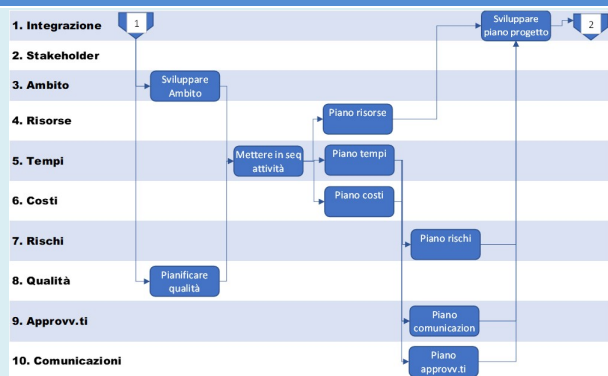 1. Integrazione
1
Sviluppare
piano progetto
2
2. Stakeholder
3. Ambito
Sviluppare
Ambito
4. Risorse
Piano risorse
5. Tempi
Mettere in seq
attività
Piano tempi
6. Costi
Piano costi
7. Rischi
Piano rischi
8. Qualità
Pianificare
qualità
9. Approvv.ti
Piano
comunicazion
10. Comunicazioni
Piano
approvv.ti